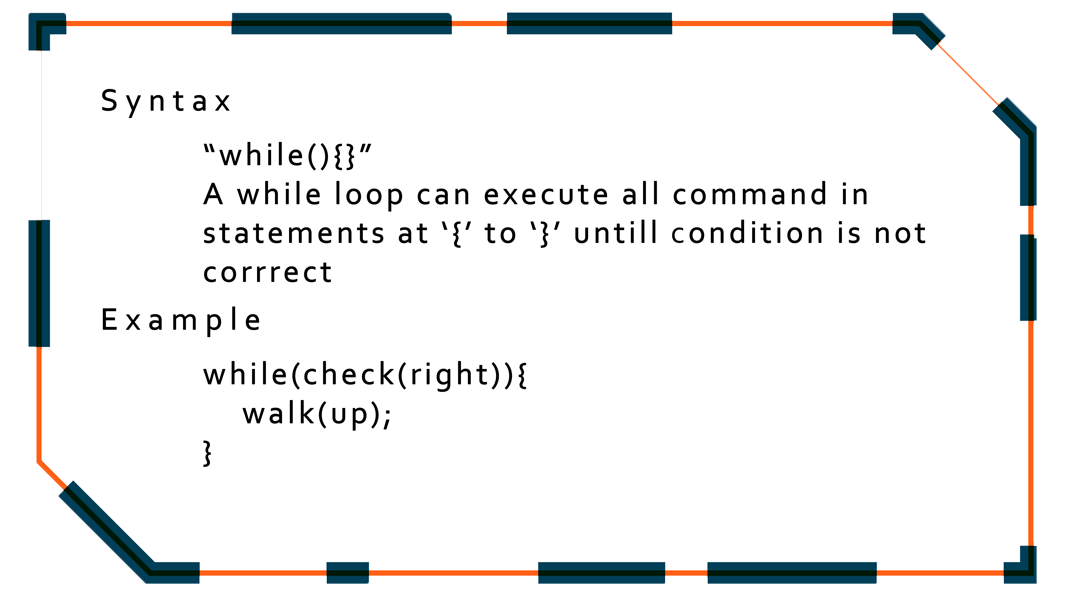 Syntax
“while(){}”
A while loop can execute all command in
statements at ‘{’ to ‘}’ untill condition is not
corrrect
Example
while(check(right)){
walk(up);
}